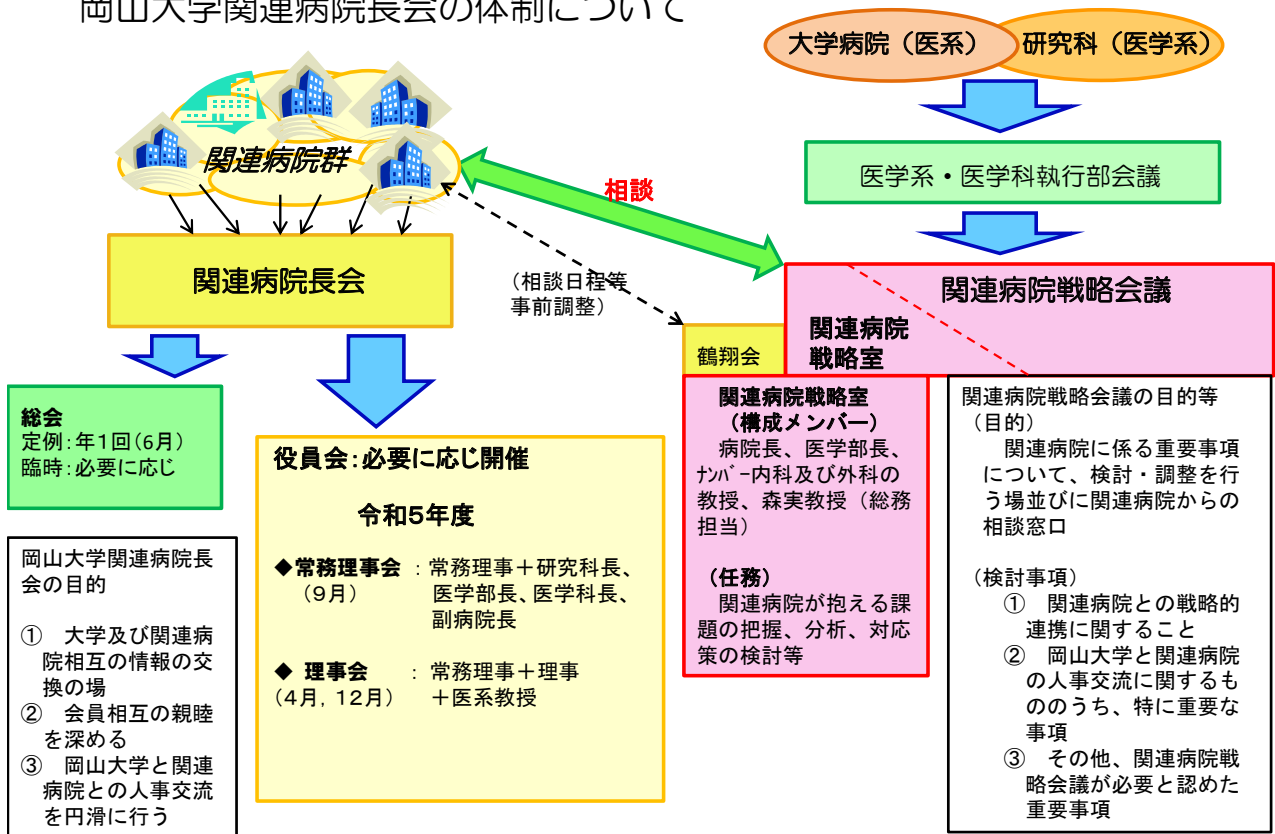 岡山大学関連病院長会の体制について
大学病院（医系）
研究科（医学系）
医学系・医学科執行部会議
関連病院群
相談
関連病院長会
（相談日程等
事前調整）
関連病院戦略会議
関連病院
戦略室
鶴翔会
総会
定例：年１回（6月）
臨時：必要に応じ
役員会：必要に応じ開催
令和5年度
◆常務理事会 ：常務理事＋研究科長、
（９月） 医学部長、医学科長、
副病院長
◆ 理事会 ：常務理事＋理事
（4月，12月） ＋医系教授
岡山大学関連病院長
会の目的
① 大学及び関連病
院相互の情報の交
換の場
② 会員相互の親睦
を深める
③ 岡山大学と関連
病院との人事交流
を円滑に行う
関連病院戦略室
（構成メンバー）
病院長、医学部長、
ﾅﾝﾊﾞｰ内科及び外科の
教授、森実教授（総務
担当）
（任務）
関連病院が抱える課
題の把握、分析、対応
策の検討等
関連病院戦略会議の目的等
（目的）
関連病院に係る重要事項
について、検討・調整を行
う場並びに関連病院からの
相談窓口
（検討事項）
① 関連病院との戦略的
連携に関すること
② 岡山大学と関連病院
の人事交流に関するも
ののうち、特に重要な
事項
③ その他、関連病院戦
略会議が必要と認めた
重要事項